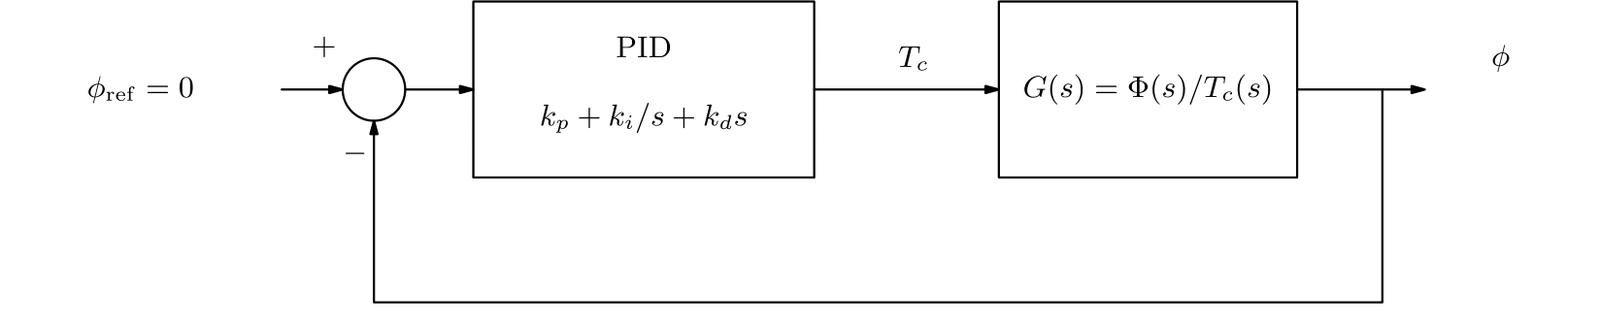 +
PID
T_c
ϕ
ϕ_ref = 0
G(s) = Φ(s)/T_c(s)
k_p + k_i/s + k_d s
−